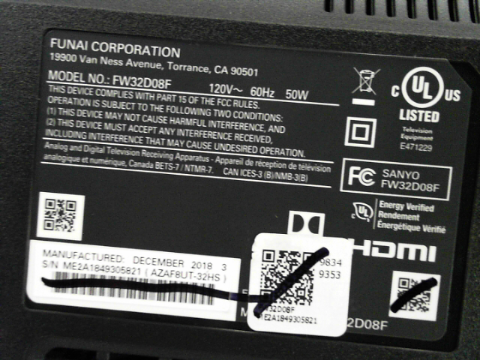 FUNAI CORPORATION
19900 Van Ness Avenue, Torrance, CA 90501
MODEL NO.: FW32D08F 120V~ 60Hz 50W
THIS DEVICE COMPLIES WITH PART 15 OF THE FCC RULES.
OPERATION IS SUBJECT TO THE FOLLOWING TWO CONDITIONS:
(1) THIS DEVICE MAY NOT CAUSE HARMFUL INTERFERENCE, AND
(2) THIS DEVICE MUST ACCEPT ANY INTERFERENCE RECEIVED,
INCLUDING INTERFERENCE THAT MAY CAUSE UNDESIRED OPERATION.
Analog and Digital Television Receiving Apparatus - Appareil de réception de télévision
analogique et numérique, Canada BETS-7 / NTMR-7. CAN ICES-3 (B)/NMB-3(B)
C UL US
LISTED
Television
Equipment
E471229
FC SANYO
FW32D08F
UL Energy Verified
Rendement
Énergétique Vérifié
HDMI
MANUFACTURED: DECEMBER 2018 3
S/N ME2A1849305821 ( AZAF8UT-32HS )
9834
9353
W32D08F
E2A1849305821
32D08F